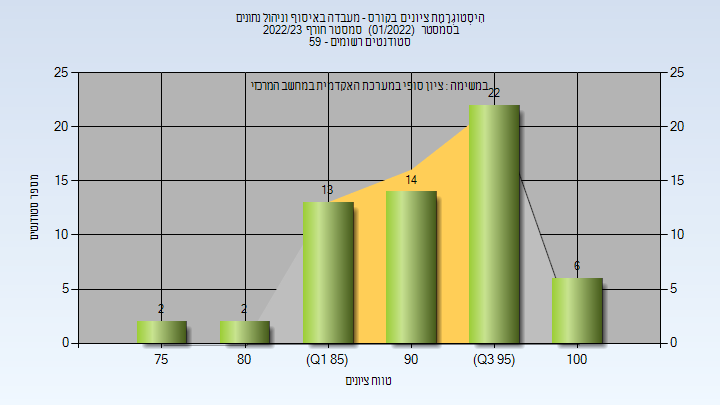 היסטוגרמת ציונים בקורס - מעבדה באיסוף וניהול נתונים
בסמסטר (01/2022) סמסטר חורף 2022/23
סטודנטים רשומים - 59
במשימה : ציון סופי במערכת האקדמית במחשב המרכזי
25 25
20 20
15 15
10 10
5 5
0 0
2 2 13 14 22 6
75 80 (Q1 85) 90 (Q3 95) 100
מספר סטודנטים
טווח ציונים